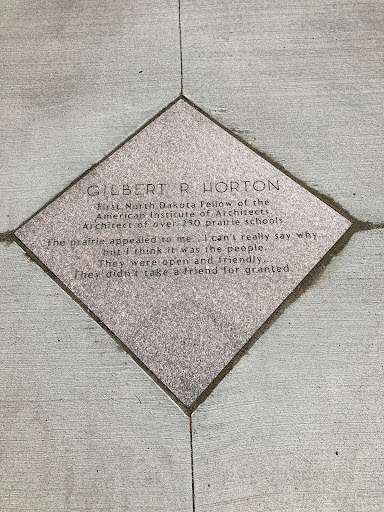 GILBERT R HORTON
First North Dakota Fellow of the
American Institute of Architects
Architect of over 250 prairie schools
The prairie appealed to me...I can't really say why,
but I think it was the people.
They were open and friendly.
They didn't take a friend for granted.